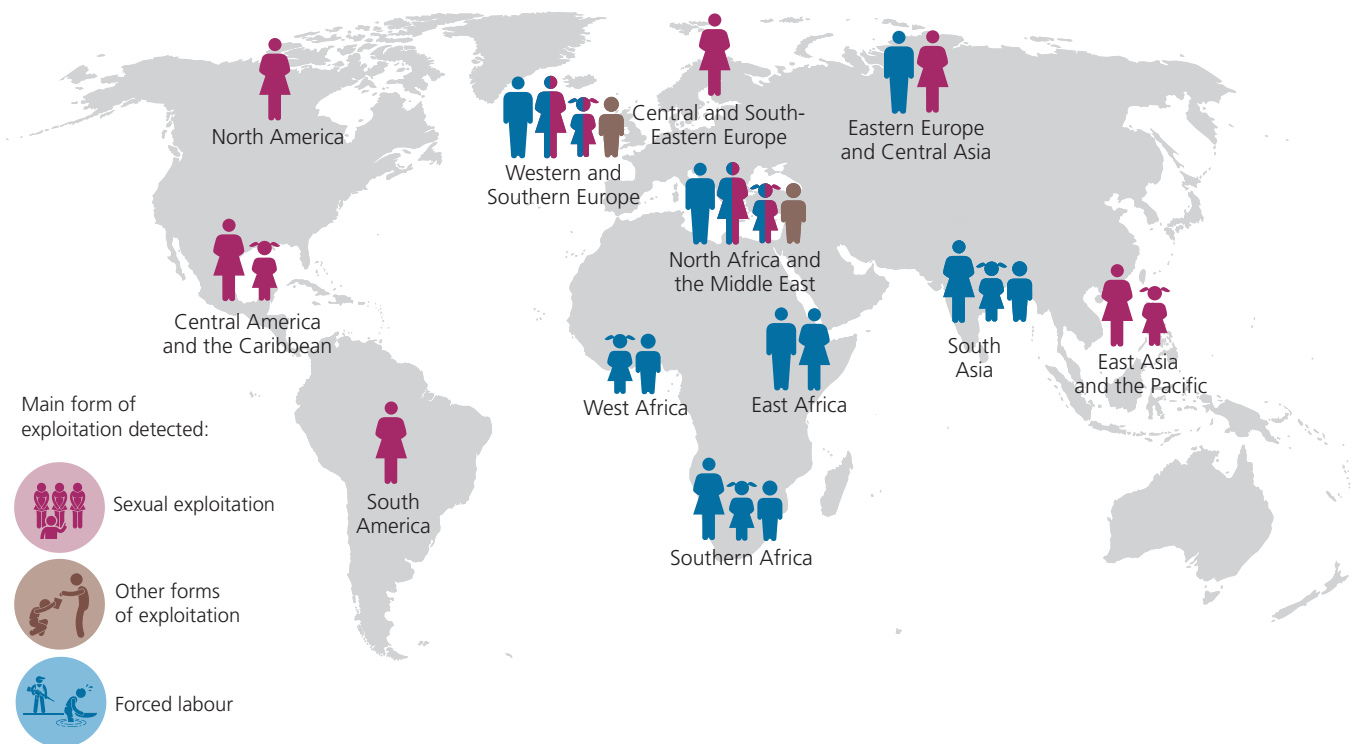 North America
Central and South-
Eastern Europe
Eastern Europe
and Central Asia
Western and
Southern Europe
North Africa and
the Middle East
Central America
and the Caribbean
South
Asia
East Asia
and the Pacific
West Africa
East Africa
South
America
Southern Africa
Main form of
exploitation detected:
Sexual exploitation
Other forms
of exploitation
Forced labour